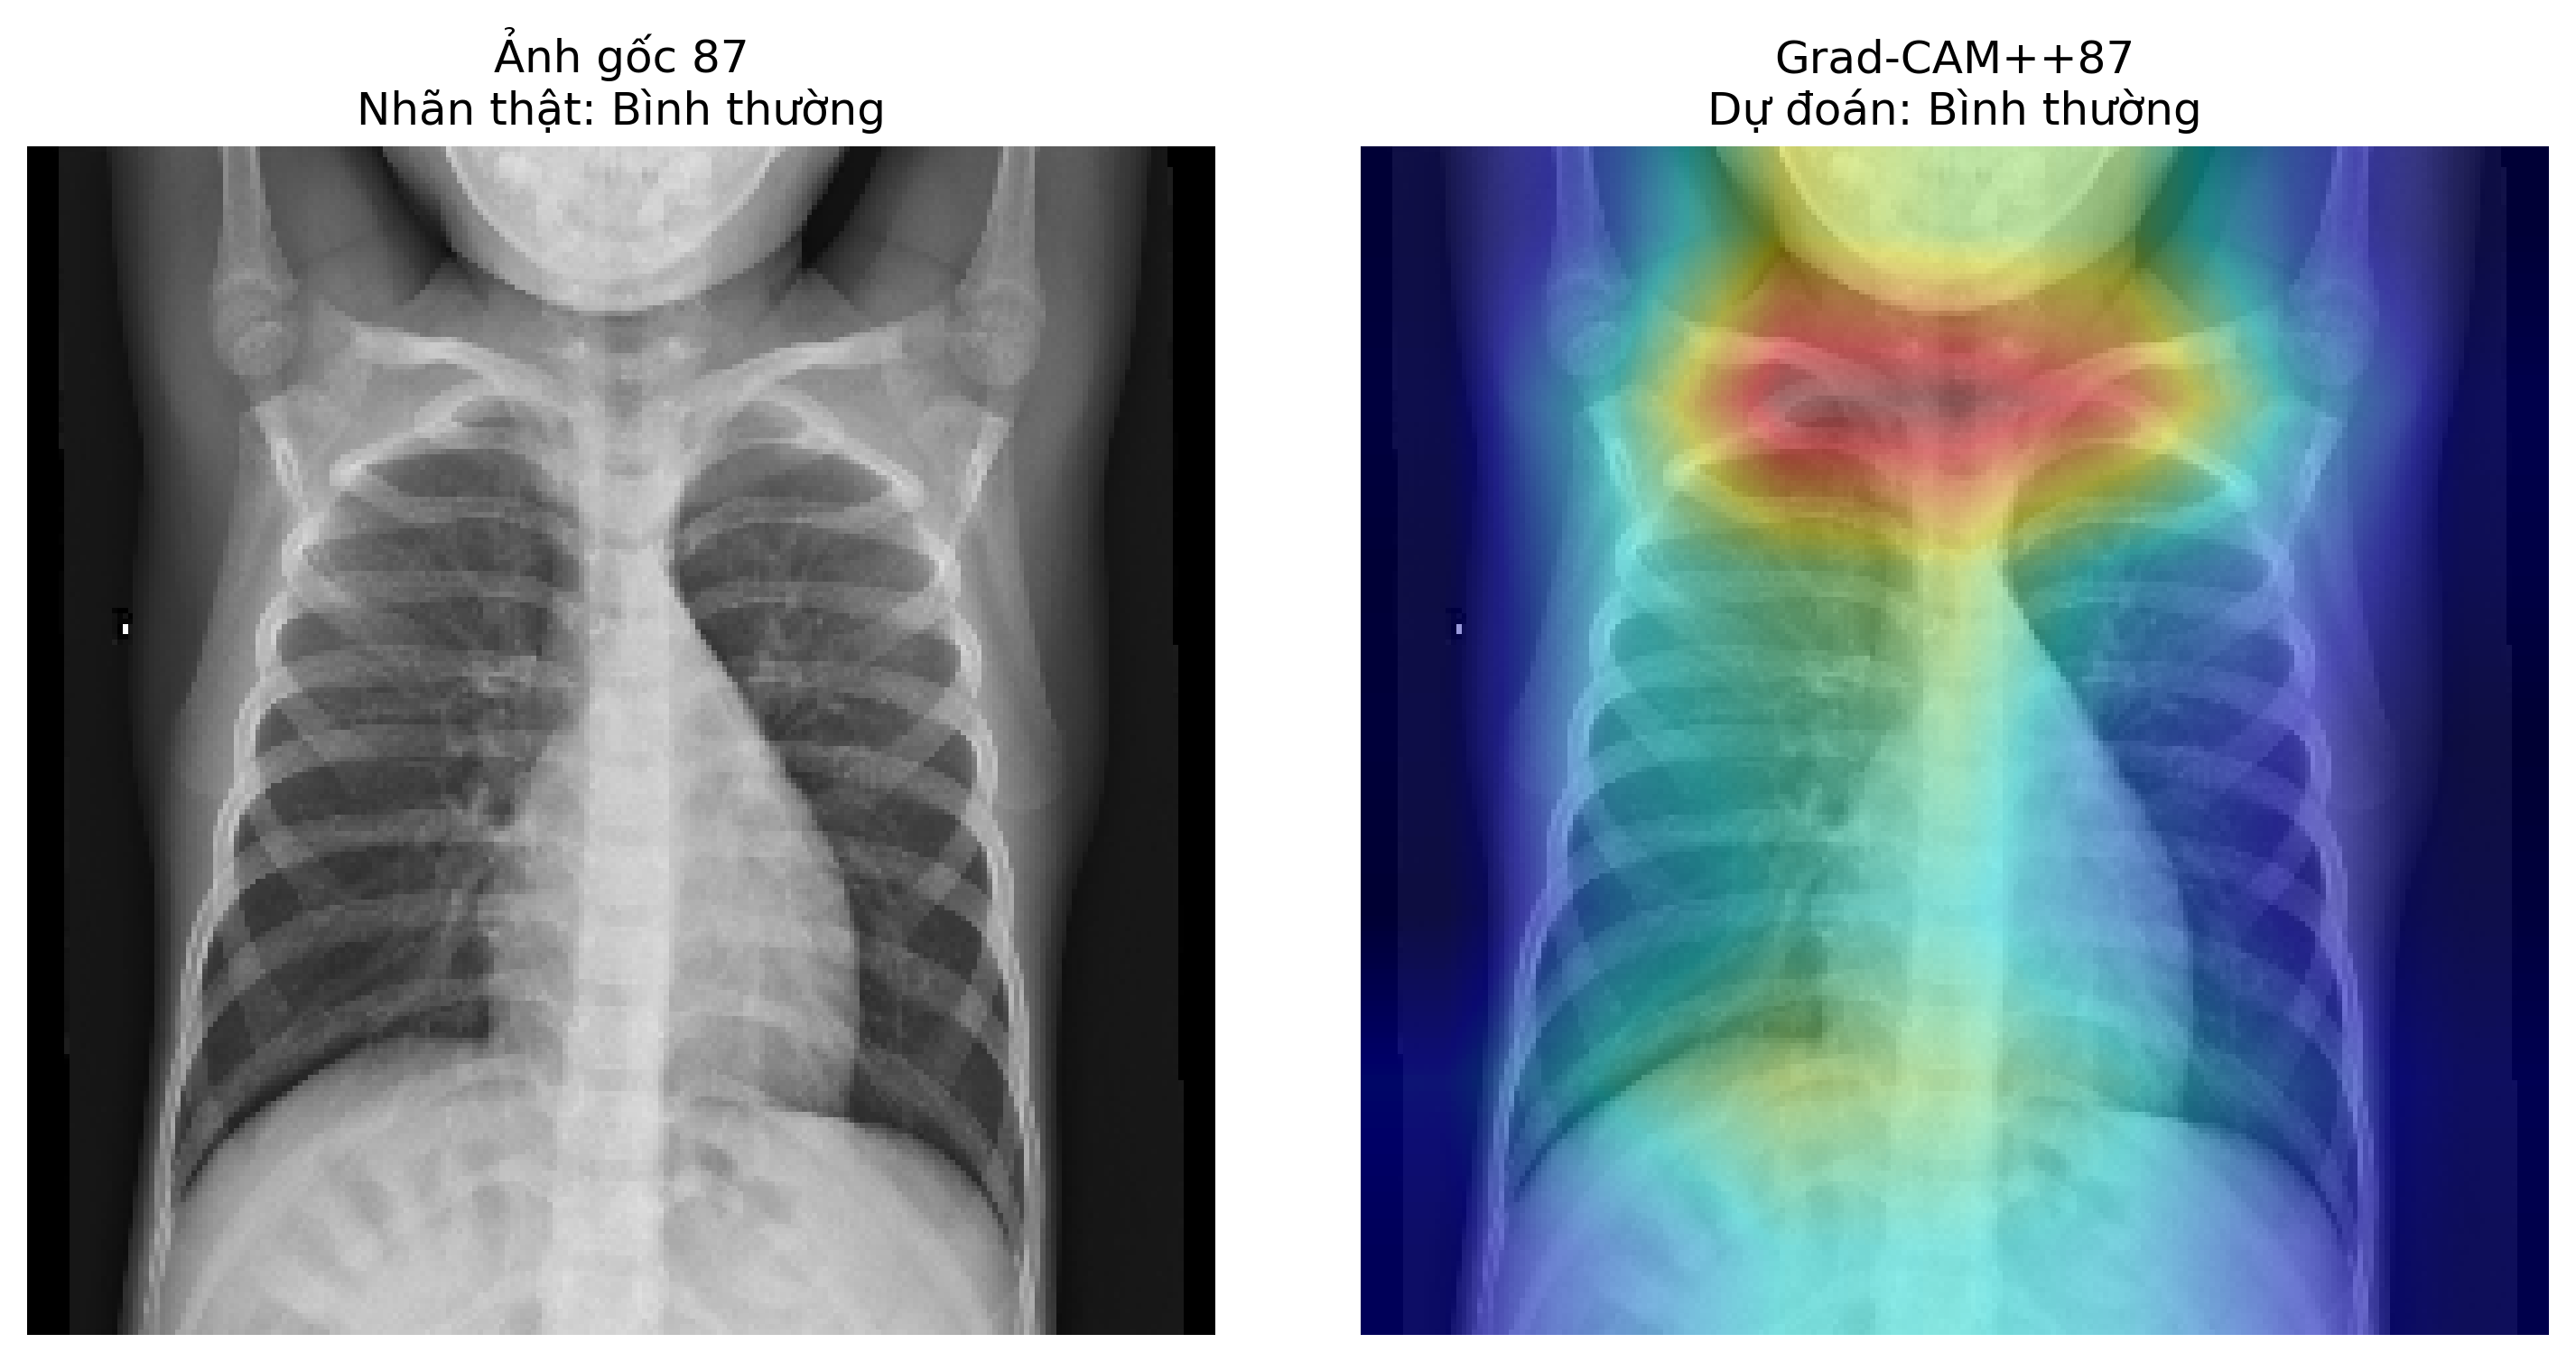 Ảnh gốc 87
Nhãn thật: Bình thường
Grad-CAM++87
Dự đoán: Bình thường